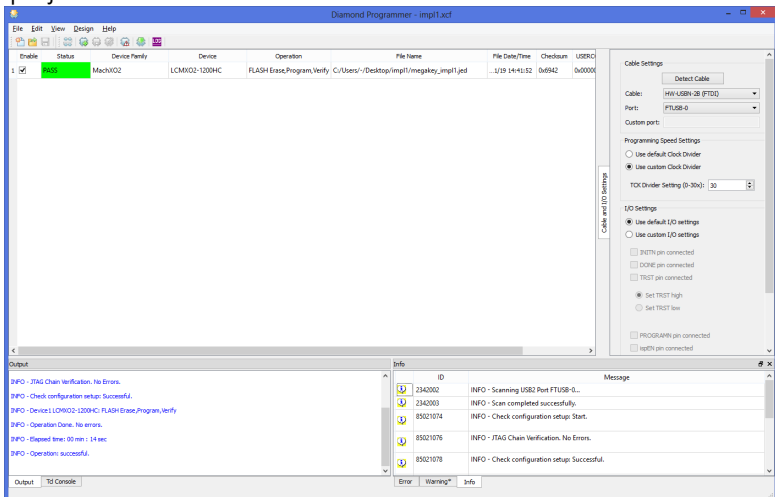 Diamond Programmer - impl1.xcf
File Edit View Design Help
LOG
Enable Status Device Family Device Operation File Name File Date/Time Checksum USERC
1 PASS MachXO2 LCMXO2-1200HC FLASH Erase,Program,Verify C:/Users/-/Desktop/impl1/megakey_impl1.jed ...1/19 14:41:52 0x6942 0x00000
Cable and I/O Settings
Cable Settings
Detect Cable
Cable: HW-USBN-2B (FTDI)
Port: FTUSB-0
Custom port:
Programming Speed Settings
Use default Clock Divider
Use custom Clock Divider
TCK Divider Setting (0-30x): 30
I/O Settings
Use default I/O settings
Use custom I/O settings
INITN pin connected
DONE pin connected
TRST pin connected
Set TRST high
Set TRST low
PROGRAMN pin connected
ispEN pin connected
Output
INFO - JTAG Chain Verification. No Errors.
INFO - Check configuration setup: Successful.
INFO - Device1 LCMXO2-1200HC: FLASH Erase,Program,Verify
INFO - Operation Done. No errors.
INFO - Elapsed time: 00 min : 14 sec
INFO - Operation: successful.
Output Tcl Console
Info
ID Message
2342002 INFO - Scanning USB2 Port FTUSB-0...
2342003 INFO - Scan completed successfully.
85021074 INFO - Check configuration setup: Start.
85021076 INFO - JTAG Chain Verification. No Errors.
85021078 INFO - Check configuration setup: Successful.
Error Warning* Info